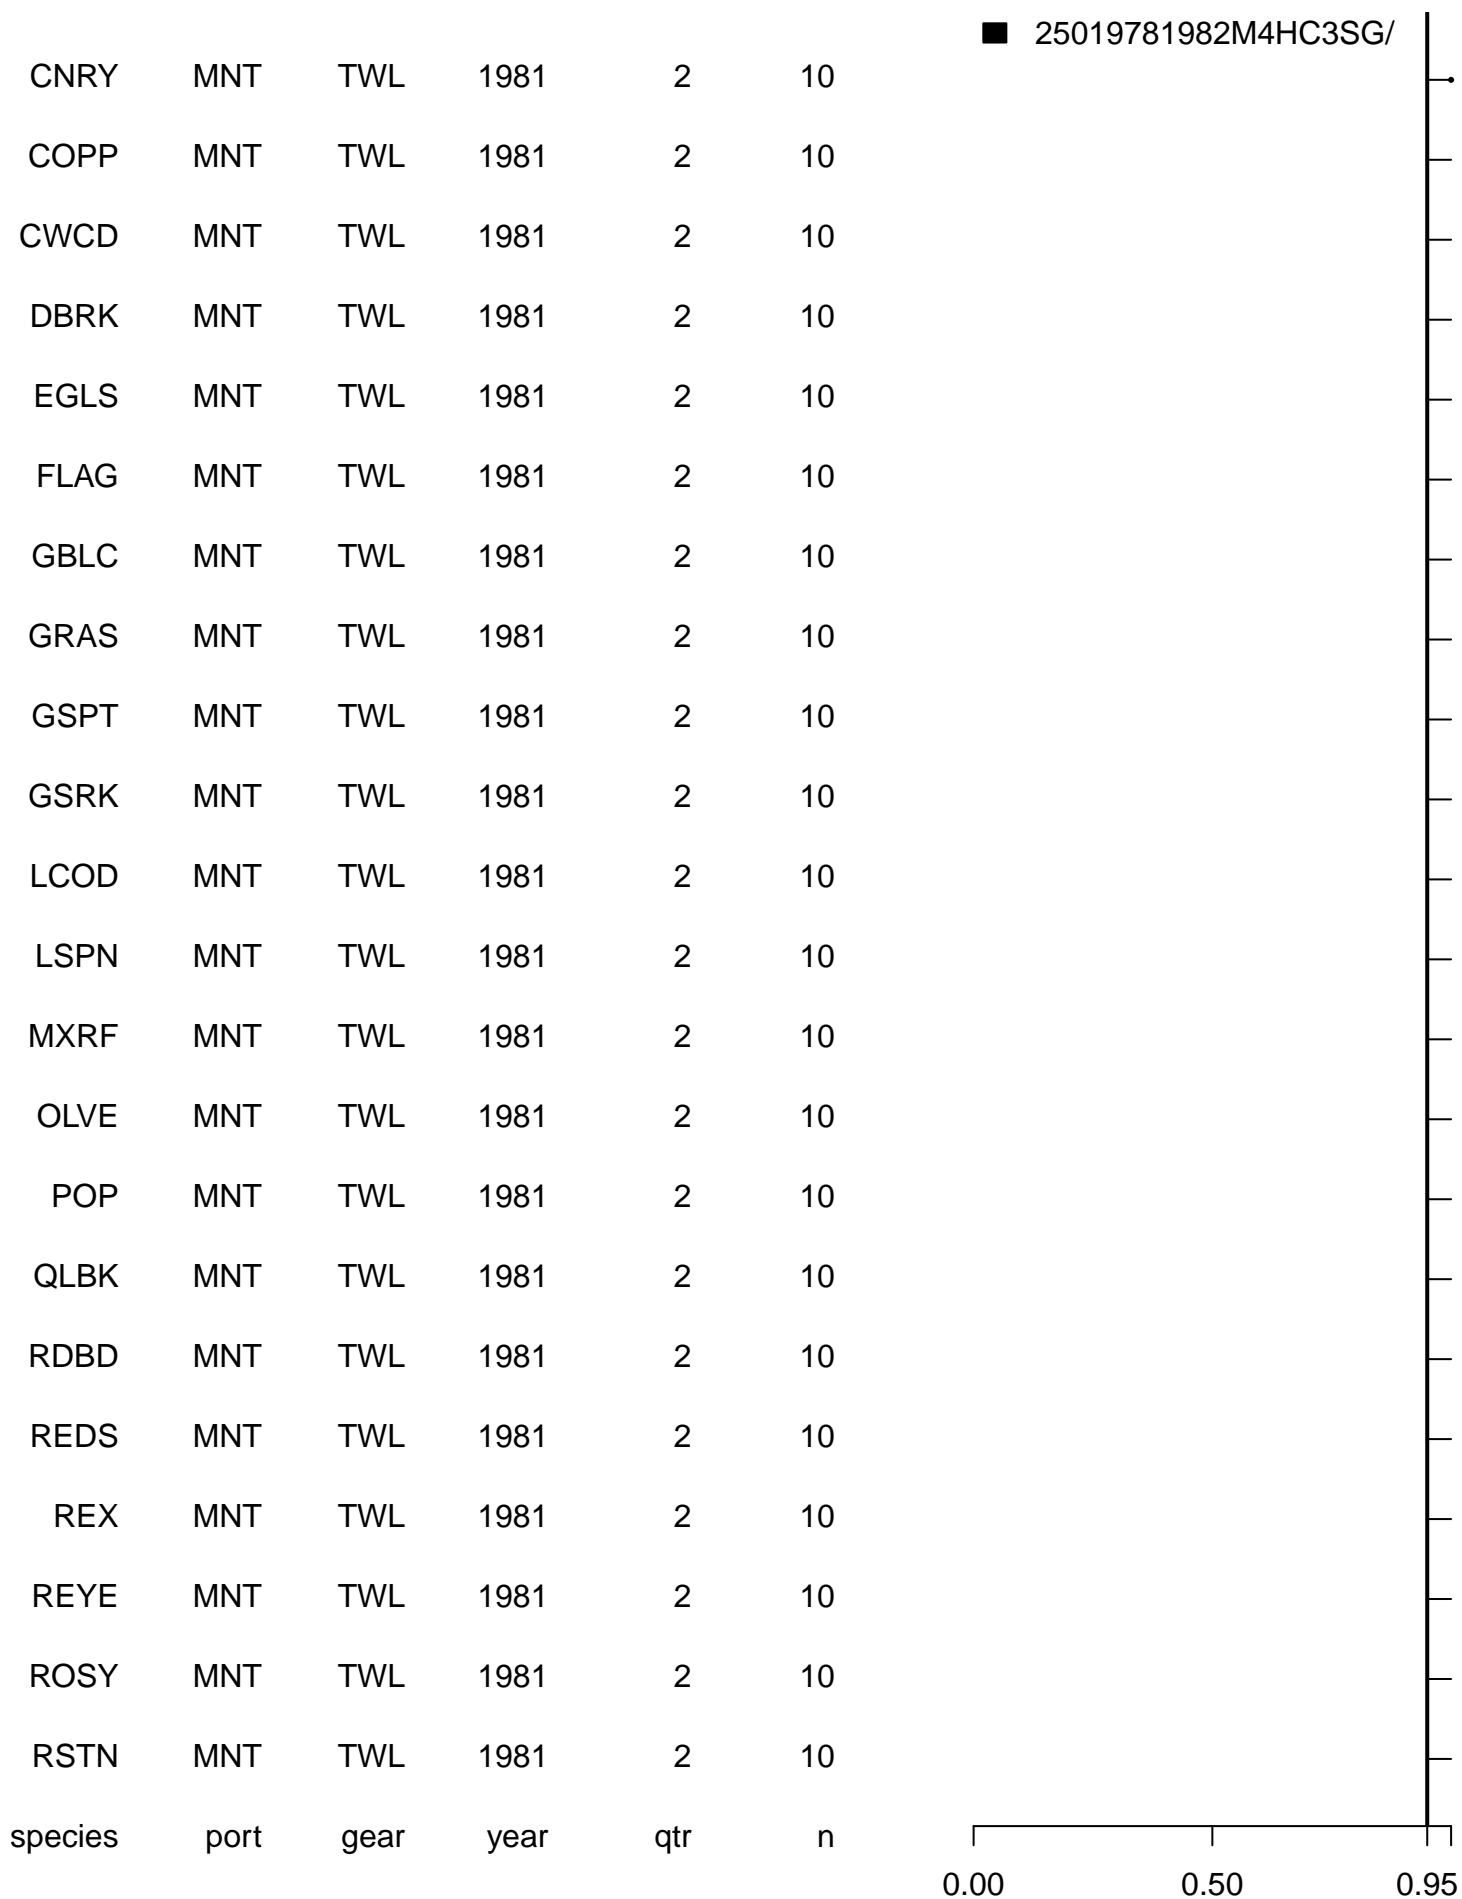 25019781982M4HC3SG/
CNRY MNT TWL 1981 2 10
COPP MNT TWL 1981 2 10
CWCD MNT TWL 1981 2 10
DBRK MNT TWL 1981 2 10
EGLS MNT TWL 1981 2 10
FLAG MNT TWL 1981 2 10
GBLC MNT TWL 1981 2 10
GRAS MNT TWL 1981 2 10
GSPT MNT TWL 1981 2 10
GSRK MNT TWL 1981 2 10
LCOD MNT TWL 1981 2 10
LSPN MNT TWL 1981 2 10
MXRF MNT TWL 1981 2 10
OLVE MNT TWL 1981 2 10
POP MNT TWL 1981 2 10
QLBK MNT TWL 1981 2 10
RDBD MNT TWL 1981 2 10
REDS MNT TWL 1981 2 10
REX MNT TWL 1981 2 10
REYE MNT TWL 1981 2 10
ROSY MNT TWL 1981 2 10
RSTN MNT TWL 1981 2 10
species port gear year qtr n
0.00 0.50 0.95